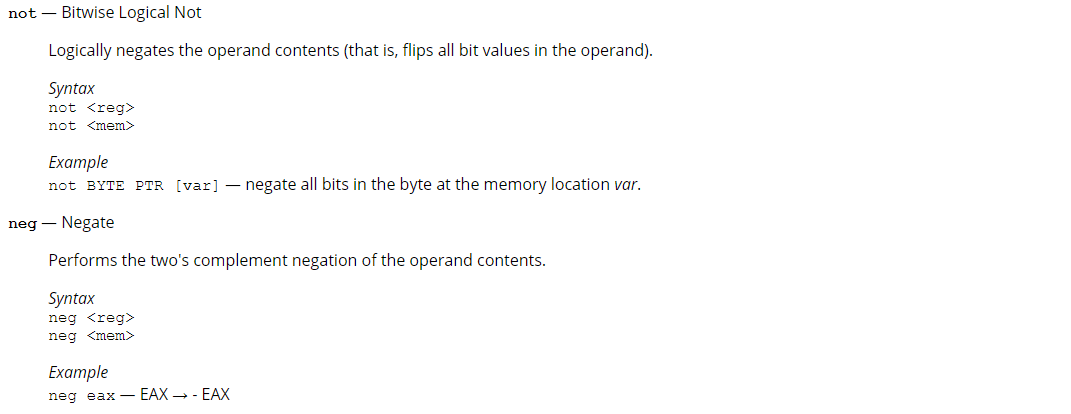 not — Bitwise Logical Not
Logically negates the operand contents (that is, flips all bit values in the operand).
Syntax
not <reg>
not <mem>
Example
not BYTE PTR [var] — negate all bits in the byte at the memory location var.
neg — Negate
Performs the two's complement negation of the operand contents.
Syntax
neg <reg>
neg <mem>
Example
neg eax — EAX → - EAX